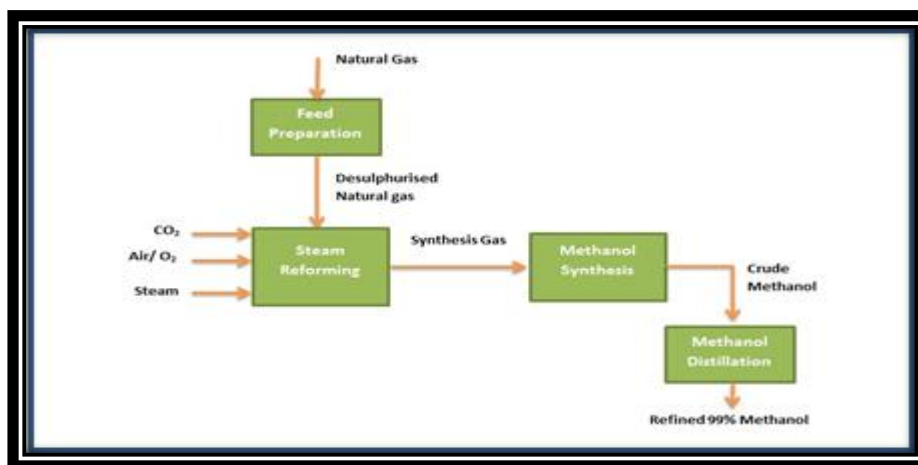 Natural Gas
Feed
Preparation
Desulphurised
Natural gas
CO₂
Air/ O₂
Steam
Steam
Reforming
Synthesis Gas
Methanol
Synthesis
Crude
Methanol
Methanol
Distillation
Refined 99% Methanol